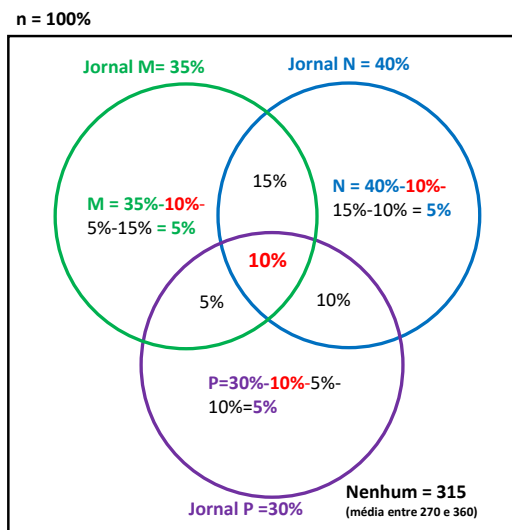 n = 100%
Jornal M= 35%
Jornal N = 40%
15%
M = 35%-10%-
5%-15% = 5%
N = 40%-10%-
15%-10% = 5%
10%
5%
10%
P=30%-10%-5%-
10%=5%
Jornal P =30%
Nenhum = 315
(média entre 270 e 360)